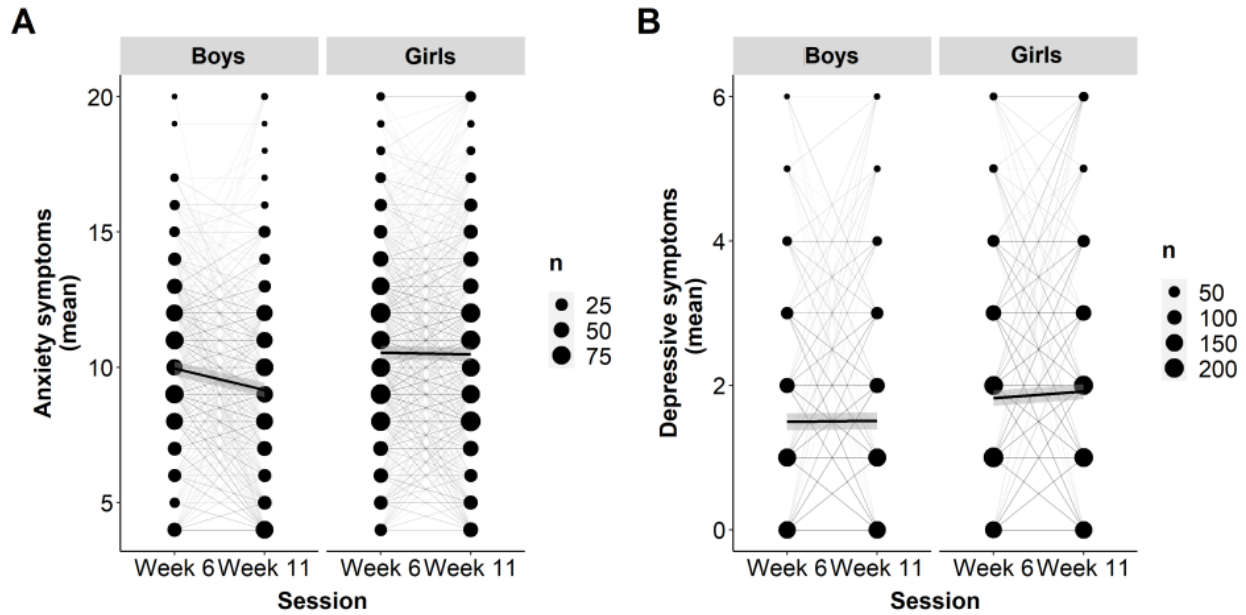 A
Boys
Girls
20
15
10
5
Anxiety symptoms
(mean)
Week 6 Week 11
Week 6 Week 11
Session
n
25
50
75
B
Boys
Girls
6
4
2
0
Depressive symptoms
(mean)
Week 6 Week 11
Week 6 Week 11
Session
n
50
100
150
200